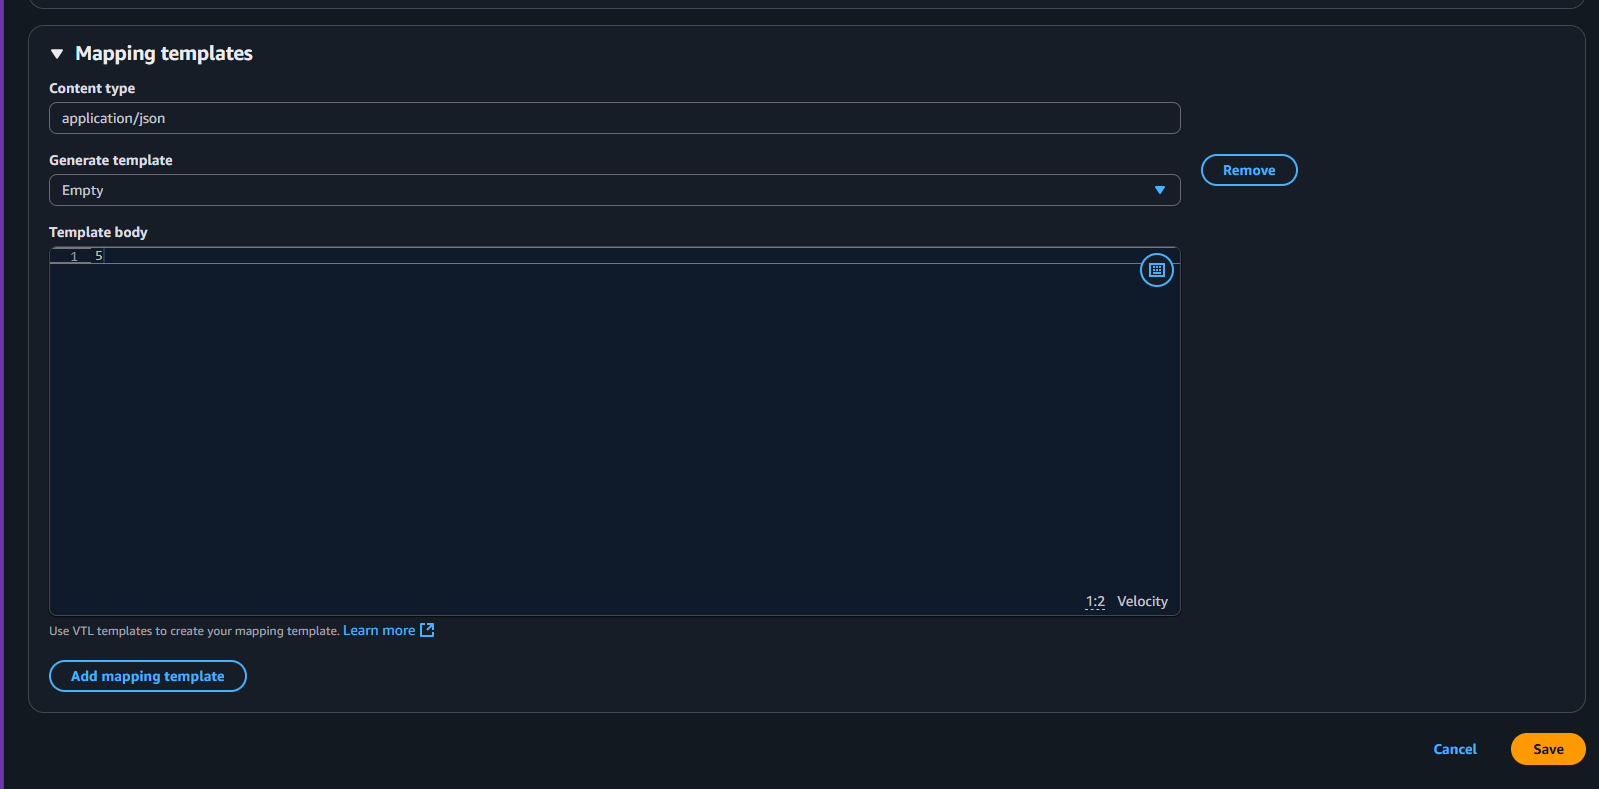 Mapping templates
Content type
application/json
Generate template
Empty
Remove
Template body
1 5
1:2 Velocity
Use VTL templates to create your mapping template. Learn more
Add mapping template
Cancel Save